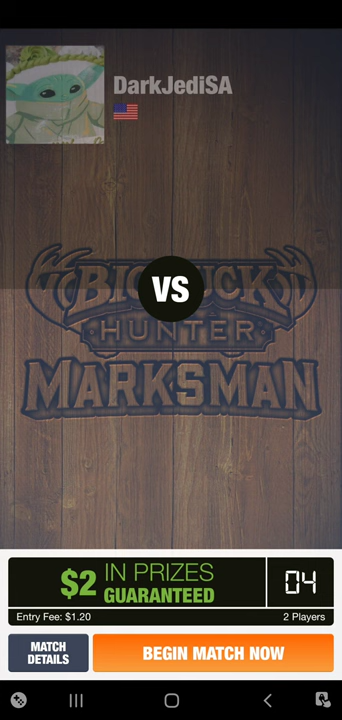 DarkJediSA
VS
BIG BUCK
HUNTER
MARKSMAN
$2 IN PRIZES
GUARANTEED
04
Entry Fee: $1.20
2 Players
MATCH
DETAILS
BEGIN MATCH NOW